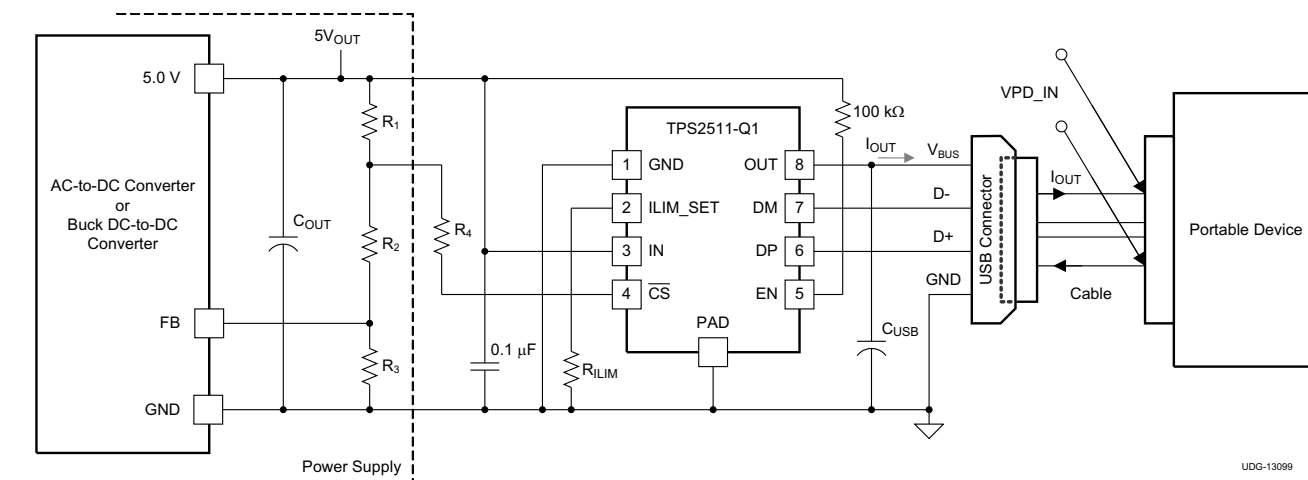 5V_OUT
5.0 V
R1
100 kΩ
VPD_IN
TPS2511-Q1
1 GND
OUT 8
I_OUT
V_BUS
2 ILIM_SET
DM 7
D-
3 IN
DP 6
D+
4 C̅S̅
EN 5
GND
PAD
AC-to-DC Converter
or
Buck DC-to-DC
Converter
C_OUT
R2
R4
FB
R3
0.1 μF
R_ILIM
C_USB
GND
USB Connector
I_OUT
Cable
Portable Device
Power Supply
UDG-13099